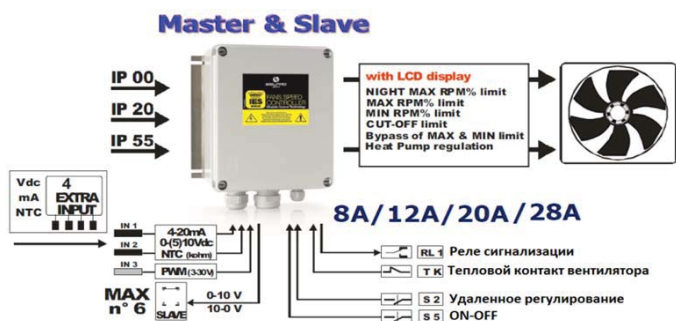 Master & Slave
IP 00
IP 20
IP 55
IES
FANS SPEED
CONTROLLER
with LCD display
NIGHT MAX RPM% limit
MAX RPM% limit
MIN RPM% limit
CUT-OFF limit
Bypass of MAX & MIN limit
Heat Pump regulation
Vdc
mA
NTC
4
EXTRA
INPUT
8A/12A/20A/28A
IN 1
IN 2
IN 3
4-20mA
0-(5)10Vdc
NTC (kohm)
PWM (3-30V)
MAX
n° 6
SLAVE
0-10 V
10-0 V
RL 1 Реле сигнализации
T K Тепловой контакт вентилятора
S 2 Удаленное регулирование
S 5 ON-OFF